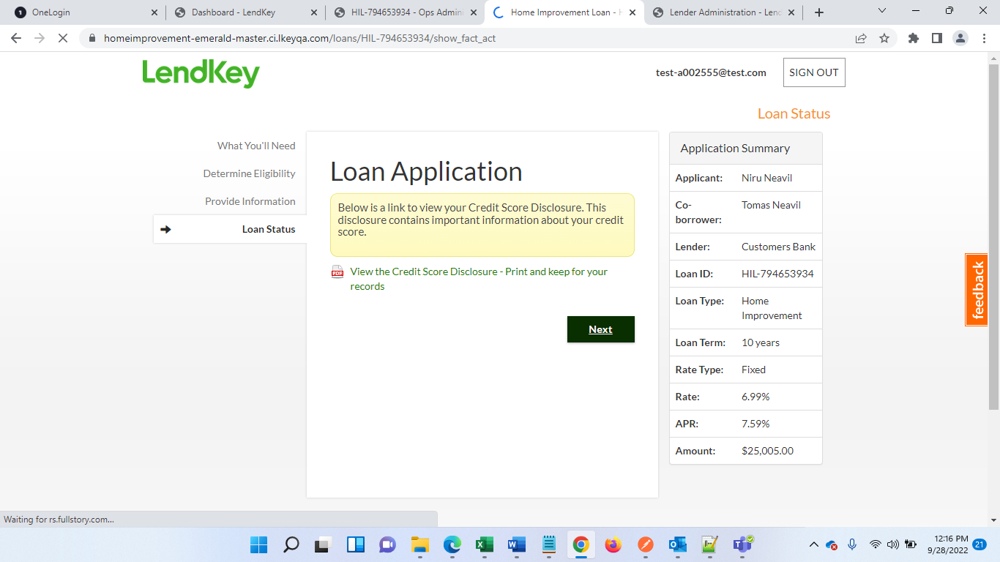 OneLogin
Dashboard - LendKey
HIL-794653934 - Ops Admin
Home Improvement Loan - H
Lender Administration - Lend
homeimprovement-emerald-master.ci.lkeyqa.com/loans/HIL-794653934/show_fact_act
LendKey
test-a002555@test.com
SIGN OUT
Loan Status
What You'll Need
Determine Eligibility
Provide Information
Loan Status
Loan Application
Below is a link to view your Credit Score Disclosure. This
disclosure contains important information about your credit
score.
PDF
View the Credit Score Disclosure - Print and keep for your
records
Next
Application Summary
Applicant: Niru Neavil
Co- Tomas Neavil
borrower:
Lender: Customers Bank
Loan ID: HIL-794653934
Loan Type: Home
Improvement
Loan Term: 10 years
Rate Type: Fixed
Rate: 6.99%
APR: 7.59%
Amount: $25,005.00
feedback
Waiting for rs.fullstory.com...
12:16 PM
9/28/2022
21